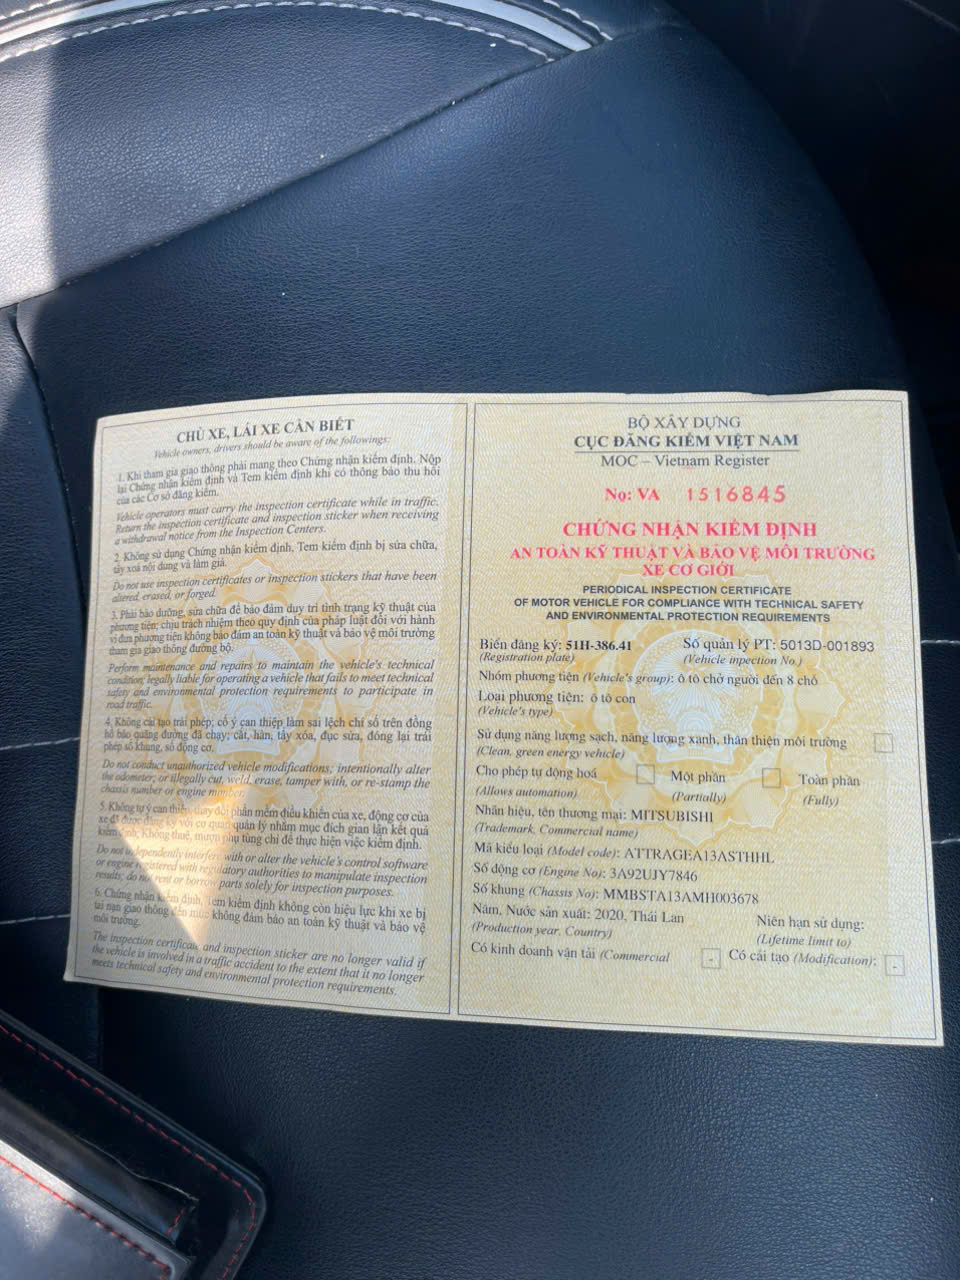 CHỦ XE, LÁI XE CẦN BIẾT
Vehicle owners, drivers should be aware of the followings:
1. Khi tham gia giao thông phải mang theo Chứng nhận kiểm định. Nộp
lại Chứng nhận kiểm định và Tem kiểm định khi có thông báo thu hồi
của các Cơ sở đăng kiểm.
Vehicle operators must carry the inspection certificate while in traffic.
Return the inspection certificate and inspection sticker when receiving
a withdrawal notice from the Inspection Centers.
2. Không sử dụng Chứng nhận kiểm định, Tem kiểm định bị sửa chữa,
tẩy xoá nội dung và làm giả.
Do not use inspection certificates or inspection stickers that have been
altered, erased, or forged.
3. Phải bảo dưỡng, sửa chữa để bảo đảm duy trì tình trạng kỹ thuật của
phương tiện; chịu trách nhiệm theo quy định của pháp luật đối với hành
vi đưa phương tiện không bảo đảm an toàn kỹ thuật và bảo vệ môi trường
tham gia giao thông đường bộ.
Perform maintenance and repairs to maintain the vehicle's technical
condition; legally liable for operating a vehicle that fails to meet technical
safety and environmental protection requirements to participate in
road traffic.
4. Không cải tạo trái phép; cố ý can thiệp làm sai lệch chỉ số trên đồng
hồ báo quãng đường đã chạy; cắt, hàn, tẩy xóa, đục sửa, đóng lại trái
phép số khung, số động cơ.
Do not conduct unauthorized vehicle modifications; intentionally alter
the odometer; or illegally cut, weld, erase, tamper with, or re-stamp the
chassis number or engine number.
5. Không tự ý can thiệp, thay đổi phần mềm điều khiển của xe, động cơ của
xe đã được đăng ký với cơ quan quản lý nhằm mục đích gian lận kết quả
kiểm định; Không thuê, mượn phụ tùng chỉ để thực hiện việc kiểm định.
Do not independently interfere with or alter the vehicle's control software
or engine registered with regulatory authorities to manipulate inspection
results; do not rent or borrow parts solely for inspection purposes.
6. Chứng nhận kiểm định, Tem kiểm định không còn hiệu lực khi xe bị
tai nạn giao thông đến mức không đảm bảo an toàn kỹ thuật và bảo vệ
môi trường.
The inspection certificate and inspection sticker are no longer valid if
the vehicle is involved in a traffic accident to the extent that it no longer
meets technical safety and environmental protection requirements.
BỘ XÂY DỰNG
CỤC ĐĂNG KIỂM VIỆT NAM
MOC – Vietnam Register
No: VA 1516845
CHỨNG NHẬN KIỂM ĐỊNH
AN TOÀN KỸ THUẬT VÀ BẢO VỆ MÔI TRƯỜNG
XE CƠ GIỚI
PERIODICAL INSPECTION CERTIFICATE
OF MOTOR VEHICLE FOR COMPLIANCE WITH TECHNICAL SAFETY
AND ENVIRONMENTAL PROTECTION REQUIREMENTS
Biển đăng ký: 51H-386.41 Số quản lý PT: 5013D-001893
(Registration plate) (Vehicle inpection No.)
Nhóm phương tiện (Vehicle's group): ô tô chở người đến 8 chỗ
Loại phương tiện: ô tô con
(Vehicle's type)
Sử dụng năng lượng sạch, năng lượng xanh, thân thiện môi trường
(Clean, green energy vehicle)
Cho phép tự động hoá Một phần Toàn phần
(Allows automation) (Partially) (Fully)
Nhãn hiệu, tên thương mại: MITSUBISHI
(Trademark, Commercial name)
Mã kiểu loại (Model code): ATTRAGEA13ASTHHL
Số động cơ (Engine No): 3A92UJY7846
Số khung (Chassis No): MMBSTA13AMH003678
Năm, Nước sản xuất: 2020, Thái Lan Niên hạn sử dụng:
(Production year, Country) (Lifetime limit to)
Có kinh doanh vận tải (Commercial - Có cải tạo (Modification): -